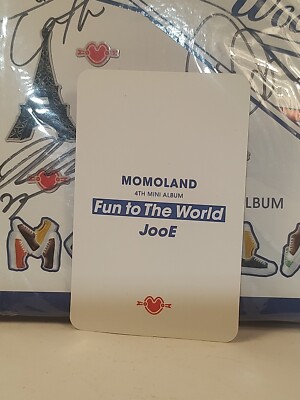 MOMOLAND
4TH MINI ALBUM
Fun to The World
JooE
ALBUM